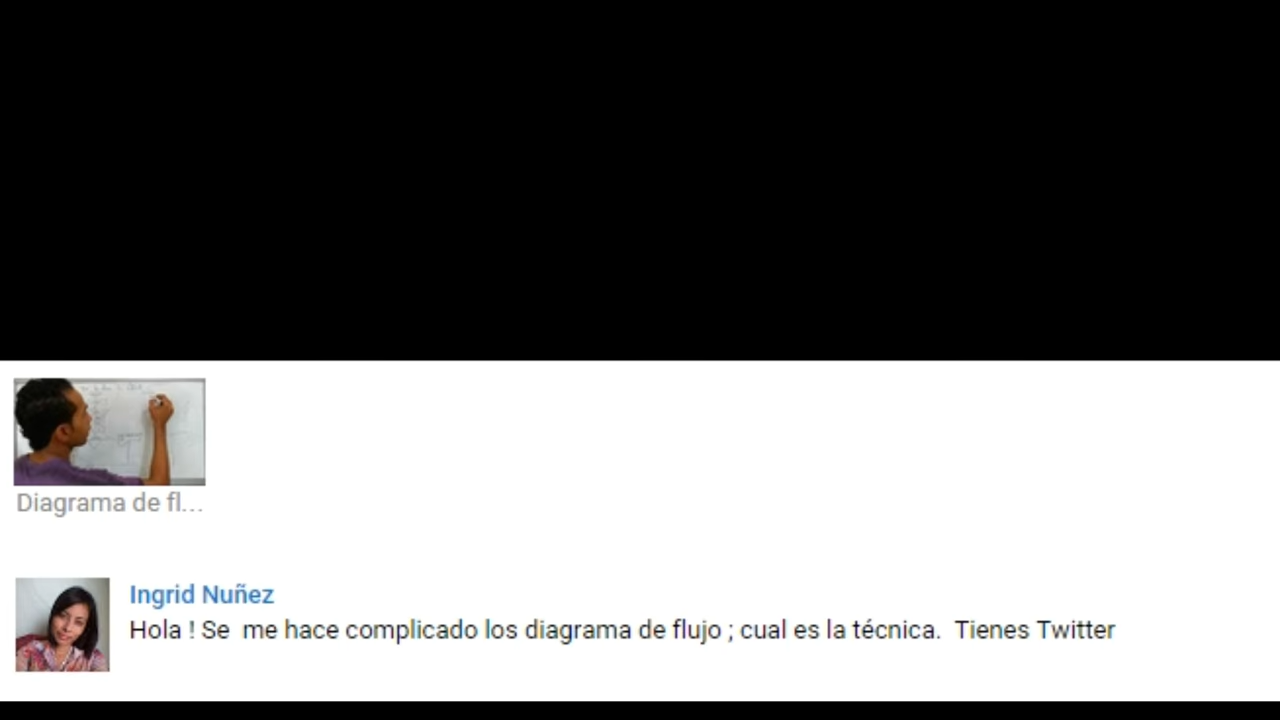 Diagrama de fl...
Ingrid Nuñez
Hola ! Se  me hace complicado los diagrama de flujo ; cual es la técnica.  Tienes Twitter